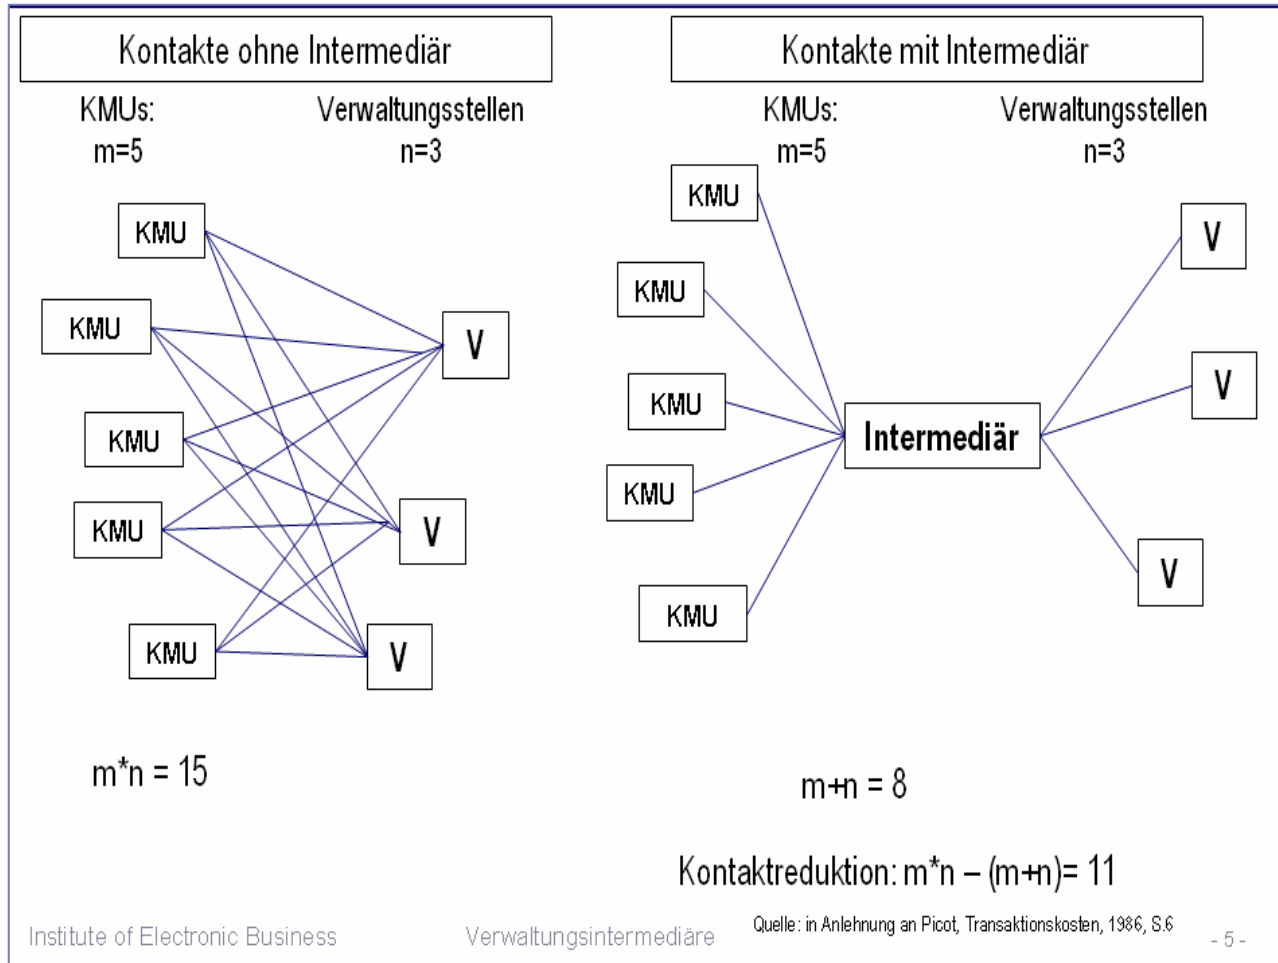 Kontakte ohne Intermediär
KMUs:
m=5
Verwaltungsstellen
n=3
KMU
KMU
KMU
KMU
KMU
V
V
V
m*n = 15
Kontakte mit Intermediär
KMUs:
m=5
Verwaltungsstellen
n=3
KMU
KMU
KMU
KMU
KMU
Intermediär
V
V
V
m+n = 8
Kontaktreduktion: m*n – (m+n)= 11
Quelle: in Anlehnung an Picot, Transaktionskosten, 1986, S.6
Institute of Electronic Business
Verwaltungsintermediäre
- 5 -